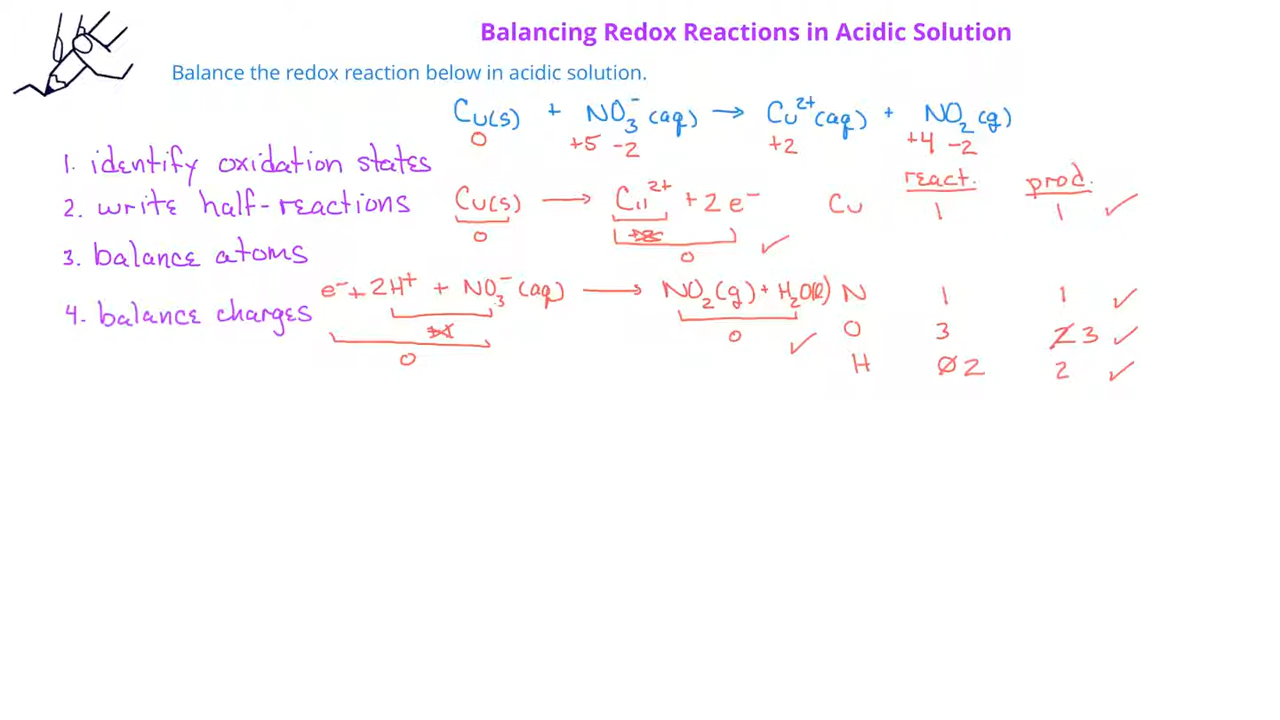 Balancing Redox Reactions in Acidic Solution
Balance the redox reaction below in acidic solution.
Cu(s) + NO₃⁻(aq) → Cu²⁺(aq) + NO₂(g)
0 +5 -2 +2 +4 -2
1. identify oxidation states
react. prod.
2. write half-reactions Cu(s) → Cu²⁺ + 2e⁻ Cu 1 1 ✓
0 0 ✓
3. balance atoms
e⁻ + 2H⁺ + NO₃⁻(aq) → NO₂(g) + H₂O(l) N 1 1 ✓
4. balance charges
0 0 ✓ O 3 2 3 ✓
H 0 2 2 ✓